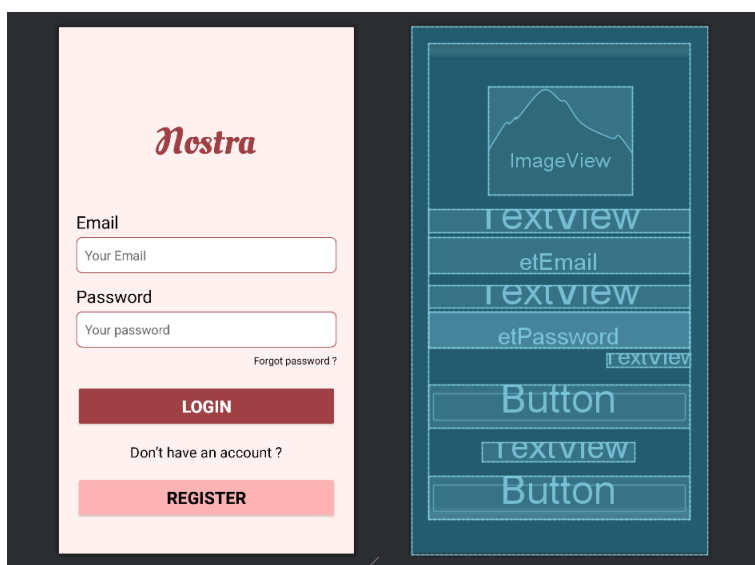 Nostra
Email
Your Email
Password
Your password
Forgot password ?
LOGIN
Don't have an account ?
REGISTER
ImageView
TextView
etEmail
TextView
etPassword
TextView
Button
TextView
Button